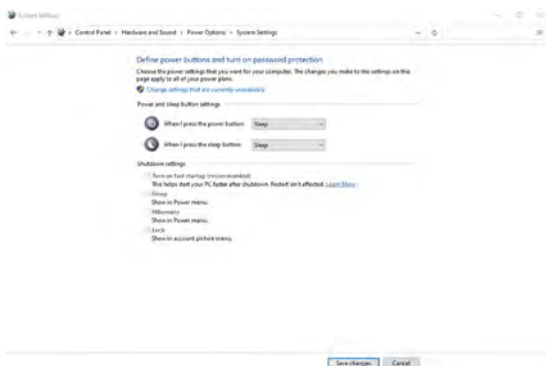 System Settings
Control Panel > Hardware and Sound > Power Options > System Settings
Define power buttons and turn on password protection
Choose the power settings that you want for your computer. The changes you make to the settings on this
page apply to all of your power plans.
Change settings that are currently unavailable
Power and sleep button settings
When I press the power button: Sleep
When I press the sleep button: Sleep
Shutdown settings
Turn on fast startup (recommended)
This helps start your PC faster after shutdown. Restart isn't affected. Learn More
Sleep
Show in Power menu.
Hibernate
Show in Power menu.
Lock
Show in account picture menu.
Save changes Cancel